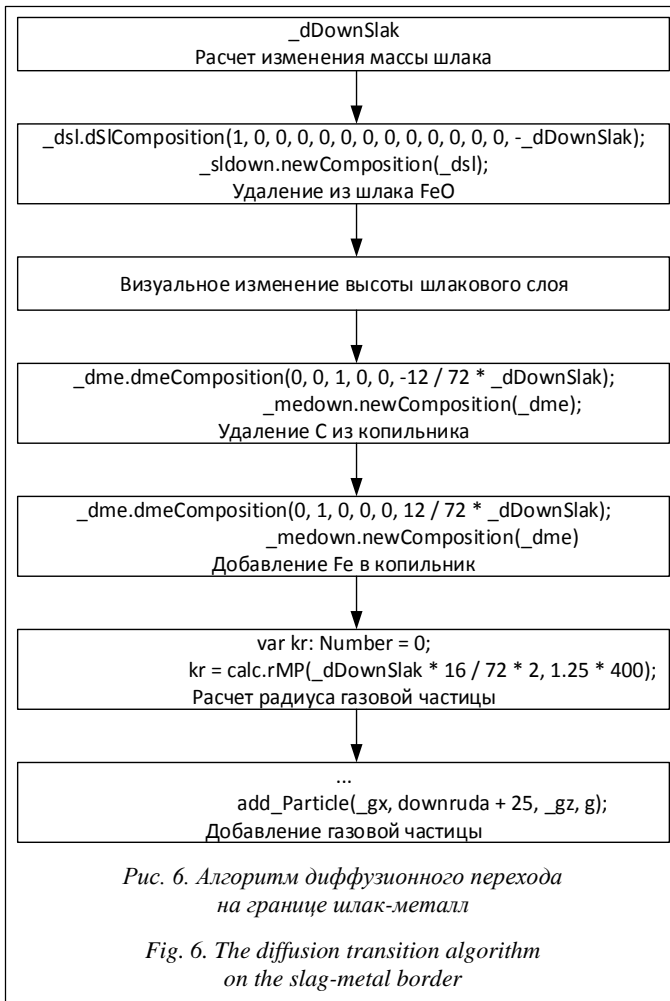 _dDownSlak
Расчет изменения массы шлака
_dsl.dSlComposition(1, 0, 0, 0, 0, 0, 0, 0, 0, 0, 0, 0, -_dDownSlak);
_sldown.newComposition(_dsl);
Удаление из шлака FeO
Визуальное изменение высоты шлакового слоя
_dme.dmeComposition(0, 0, 1, 0, 0, -12 / 72 * _dDownSlak);
_medown.newComposition(_dme);
Удаление С из копильника
_dme.dmeComposition(0, 1, 0, 0, 0, 12 / 72 * _dDownSlak);
_medown.newComposition(_dme)
Добавление Fe в копильник
var kr: Number = 0;
kr = calc.rMP(_dDownSlak * 16 / 72 * 2, 1.25 * 400);
Расчет радиуса газовой частицы
...
add_Particle(_gx, downruda + 25, _gz, g);
Добавление газовой частицы
Рис. 6. Алгоритм диффузионного перехода
на границе шлак-металл
Fig. 6. The diffusion transition algorithm
on the slag-metal border